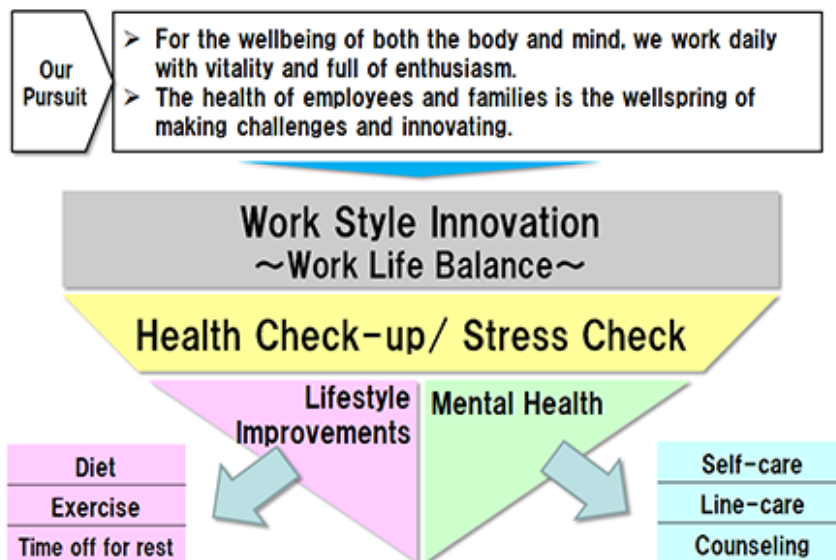 Our
Pursuit
➢ For the wellbeing of both the body and mind, we work daily
with vitality and full of enthusiasm.
➢ The health of employees and families is the wellspring of
making challenges and innovating.
Work Style Innovation
～Work Life Balance～
Health Check-up/ Stress Check
Lifestyle
Improvements
Mental Health
Diet
Exercise
Time off for rest
Self-care
Line-care
Counseling